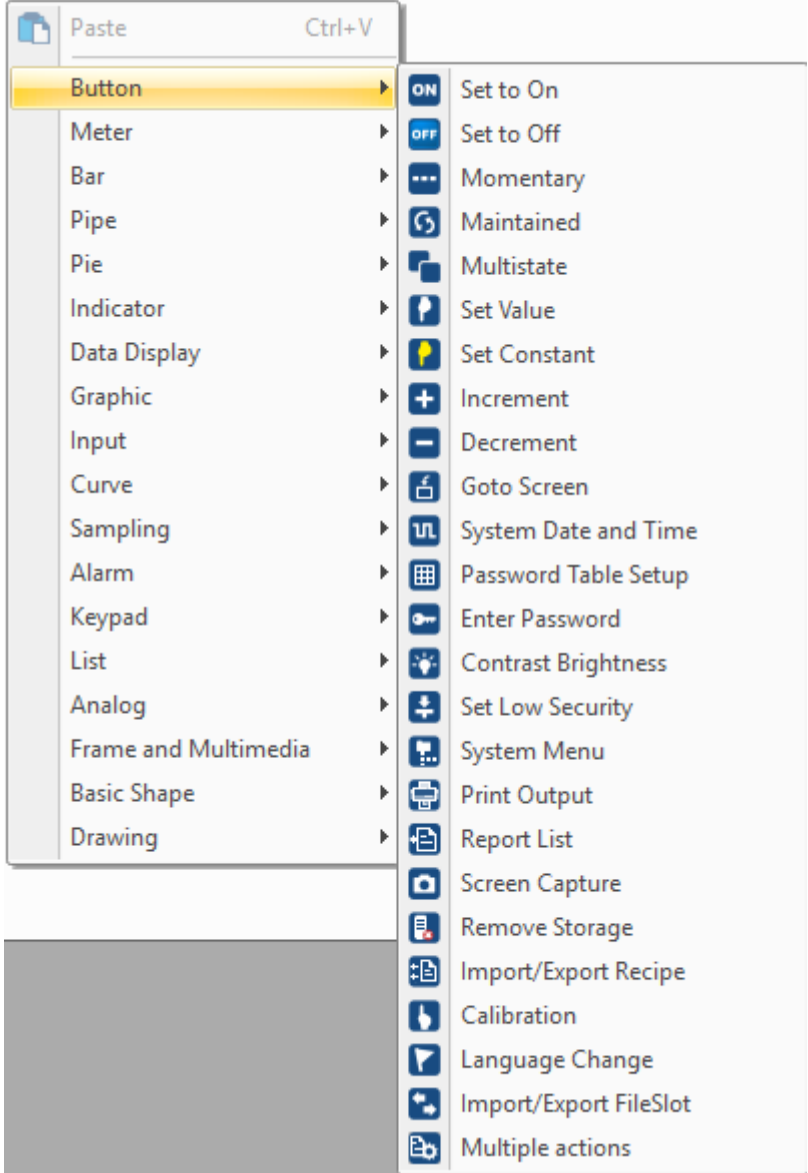 Paste Ctrl+V
Button
Meter
Bar
Pipe
Pie
Indicator
Data Display
Graphic
Input
Curve
Sampling
Alarm
Keypad
List
Analog
Frame and Multimedia
Basic Shape
Drawing
ON Set to On
OFF Set to Off
Momentary
Maintained
Multistate
Set Value
Set Constant
Increment
Decrement
Goto Screen
System Date and Time
Password Table Setup
Enter Password
Contrast Brightness
Set Low Security
System Menu
Print Output
Report List
Screen Capture
Remove Storage
Import/Export Recipe
Calibration
Language Change
Import/Export FileSlot
Multiple actions